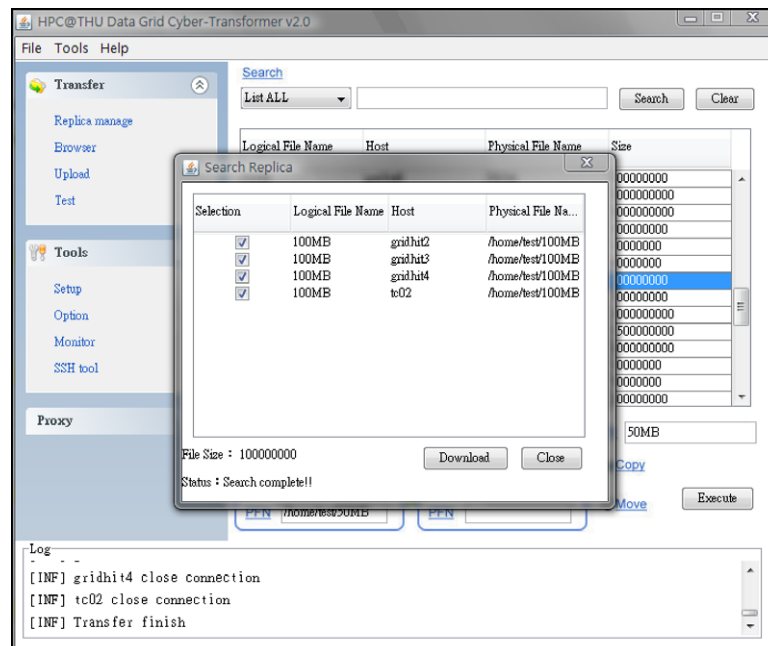 HPC@THU Data Grid Cyber-Transformer v2.0
File Tools Help
Transfer
Replica manage
Browser
Upload
Test
Tools
Setup
Option
Monitor
SSH tool
Proxy
Search
List ALL
Search Clear
Logical File Name Host Physical File Name Size
00000000
000000000
000000000
00000000
0000000
0000000
00000000
00000000
000000000
500000000
000000000
0000000
0000000
00000000
Search Replica
Selection Logical File Name Host Physical File Na...
100MB gridhit2 /home/test/100MB
100MB gridhit3 /home/test/100MB
100MB gridhit4 /home/test/100MB
100MB tc02 /home/test/100MB
File Size : 100000000
Download Close
Status : Search complete!!
50MB
Copy
Move
Execute
PFN /home/test/50MB PFN
Log
[INF] gridhit4 close connection
[INF] tc02 close connection
[INF] Transfer finish